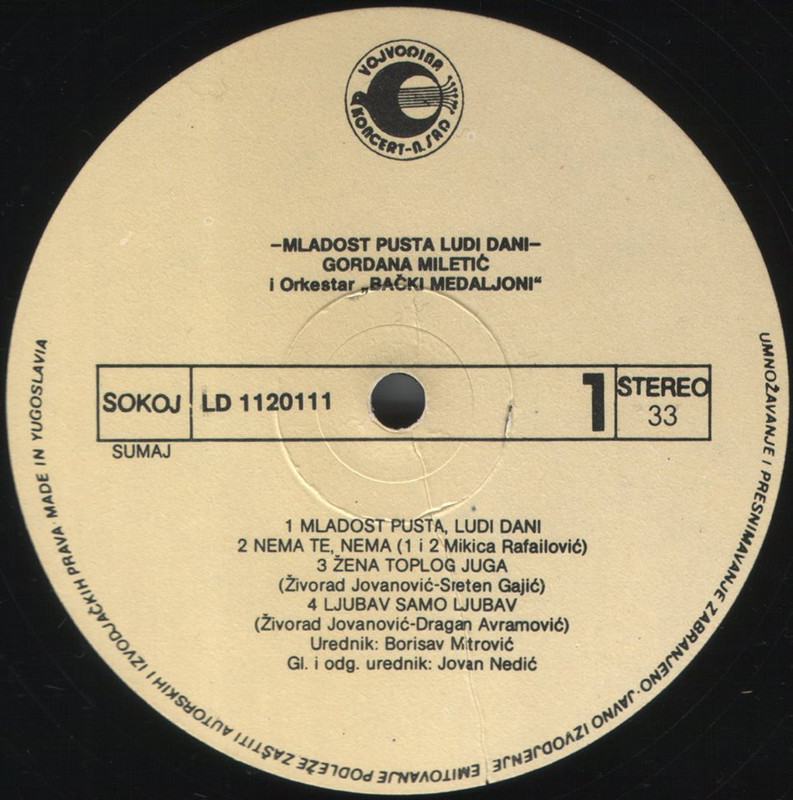 VOJVODINA
KONCERT-N.SAD
–MLADOST PUSTA LUDI DANI–
GORDANA MILETIĆ
i Orkestar „BAČKI MEDALJONI“
SOKOJ
LD 1120111
1
STEREO
33
SUMAJ
1 MLADOST PUSTA, LUDI DANI
2 NEMA TE, NEMA (1 i 2 Mikica Rafailović)
3 ŽENA TOPLOG JUGA
(Živorad Jovanović-Sreten Gajić)
4 LJUBAV SAMO LJUBAV
(Živorad Jovanović-Dragan Avramović)
Urednik: Borisav Mitrović
Gl. i odg. urednik: Jovan Nedić
UMNOŽAVANJE I PRESNIMAVANJE ZABRANJENO·JAVNO IZVODJENJE EMITOVANJE PODLEŽE ZAŠTITI AUTORSKIH I IZVODJAČKIH PRAVA·MADE IN YUGOSLAVIA